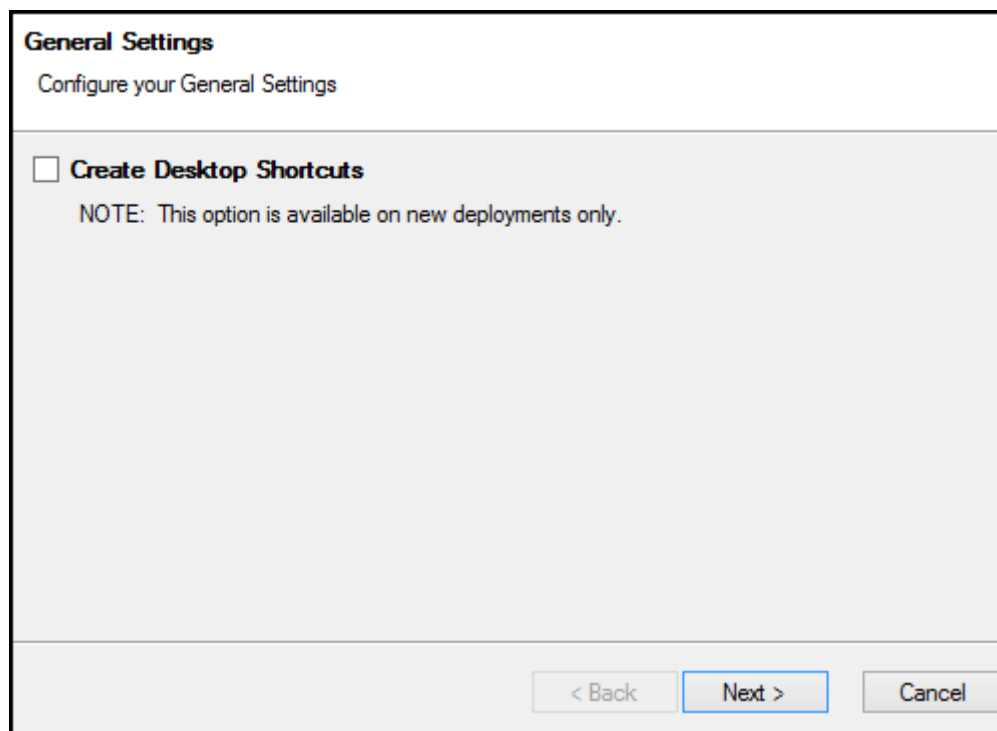 General Settings
Configure your General Settings
Create Desktop Shortcuts
NOTE:  This option is available on new deployments only.
< Back
Next >
Cancel